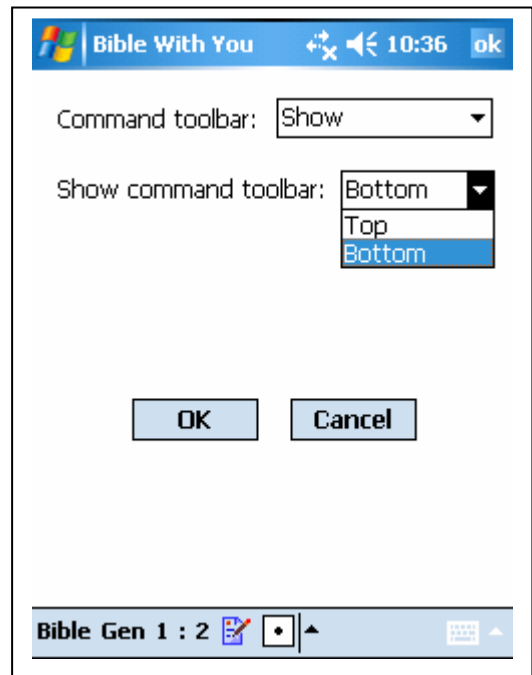 Bible With You 10:36 ok
Command toolbar: Show
Show command toolbar: Bottom
Top
Bottom
OK Cancel
Bible Gen 1 : 2